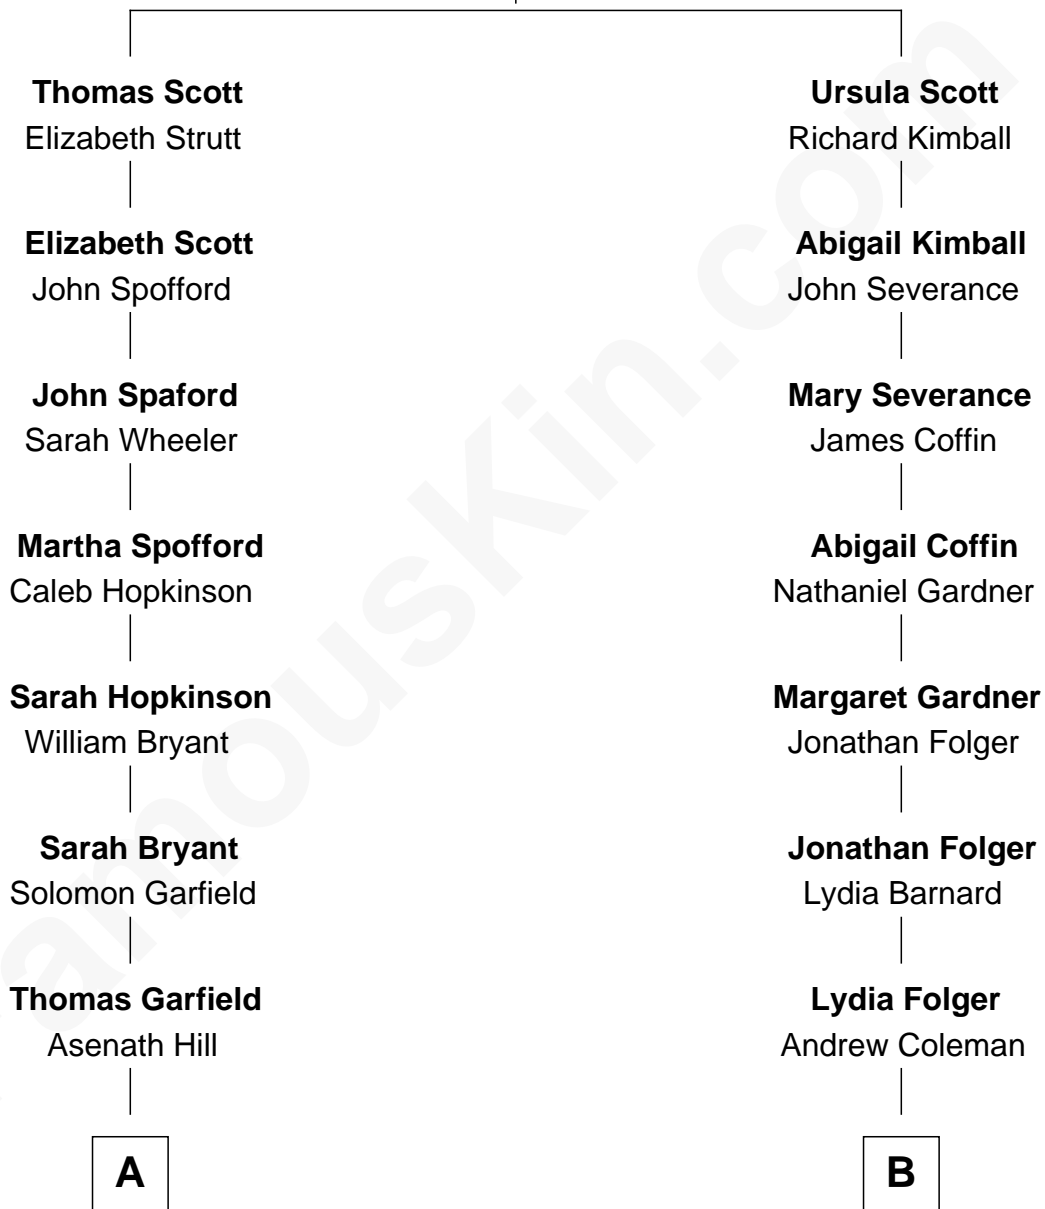 Thomas Scott
Elizabeth Strutt
Elizabeth Scott
John Spofford
John Spaford
Sarah Wheeler
Martha Spofford
Caleb Hopkinson
Sarah Hopkinson
William Bryant
Sarah Bryant
Solomon Garfield
Thomas Garfield
Asenath Hill
A
Ursula Scott
Richard Kimball
Abigail Kimball
John Severance
Mary Severance
James Coffin
Abigail Coffin
Nathaniel Gardner
Margaret Gardner
Jonathan Folger
Jonathan Folger
Lydia Barnard
Lydia Folger
Andrew Coleman
B
amouskin.com